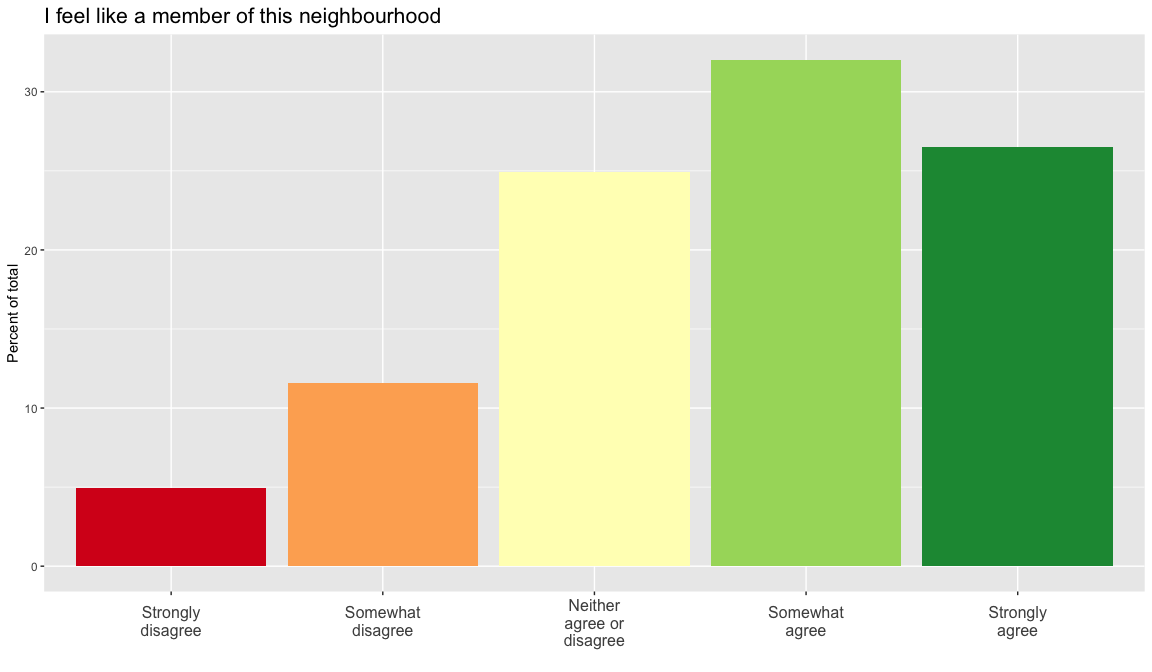 I feel like a member of this neighbourhood
Percent of total
30
20
10
0
Strongly
disagree
Somewhat
disagree
Neither
agree or
disagree
Somewhat
agree
Strongly
agree